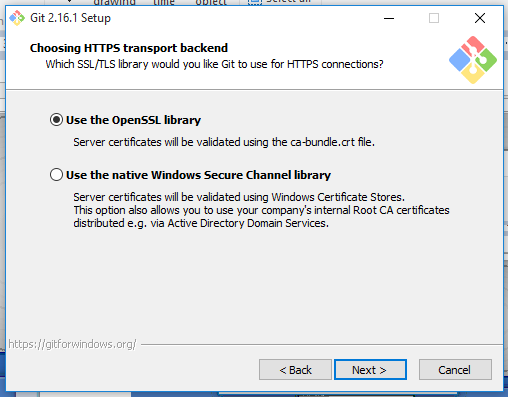 drawing time object Select all
Git 2.16.1 Setup
Choosing HTTPS transport backend
Which SSL/TLS library would you like Git to use for HTTPS connections?
Use the OpenSSL library
Server certificates will be validated using the ca-bundle.crt file.
Use the native Windows Secure Channel library
Server certificates will be validated using Windows Certificate Stores.
This option also allows you to use your company's internal Root CA certificates
distributed e.g. via Active Directory Domain Services.
https://gitforwindows.org/
< Back Next > Cancel